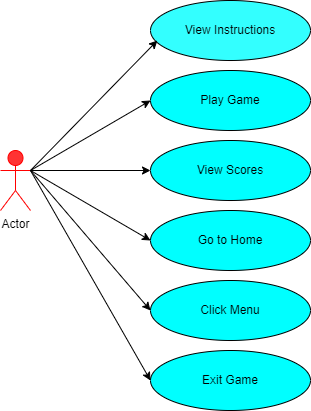 View Instructions
Play Game
View Scores
Actor
Go to Home
Click Menu
Exit Game